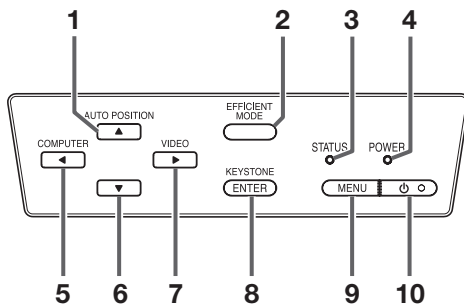 1 2 3 4
AUTO POSITION
EFFICIENT
MODE
COMPUTER
VIDEO
STATUS
POWER
KEYSTONE
ENTER
MENU
5 6 7 8 9 10